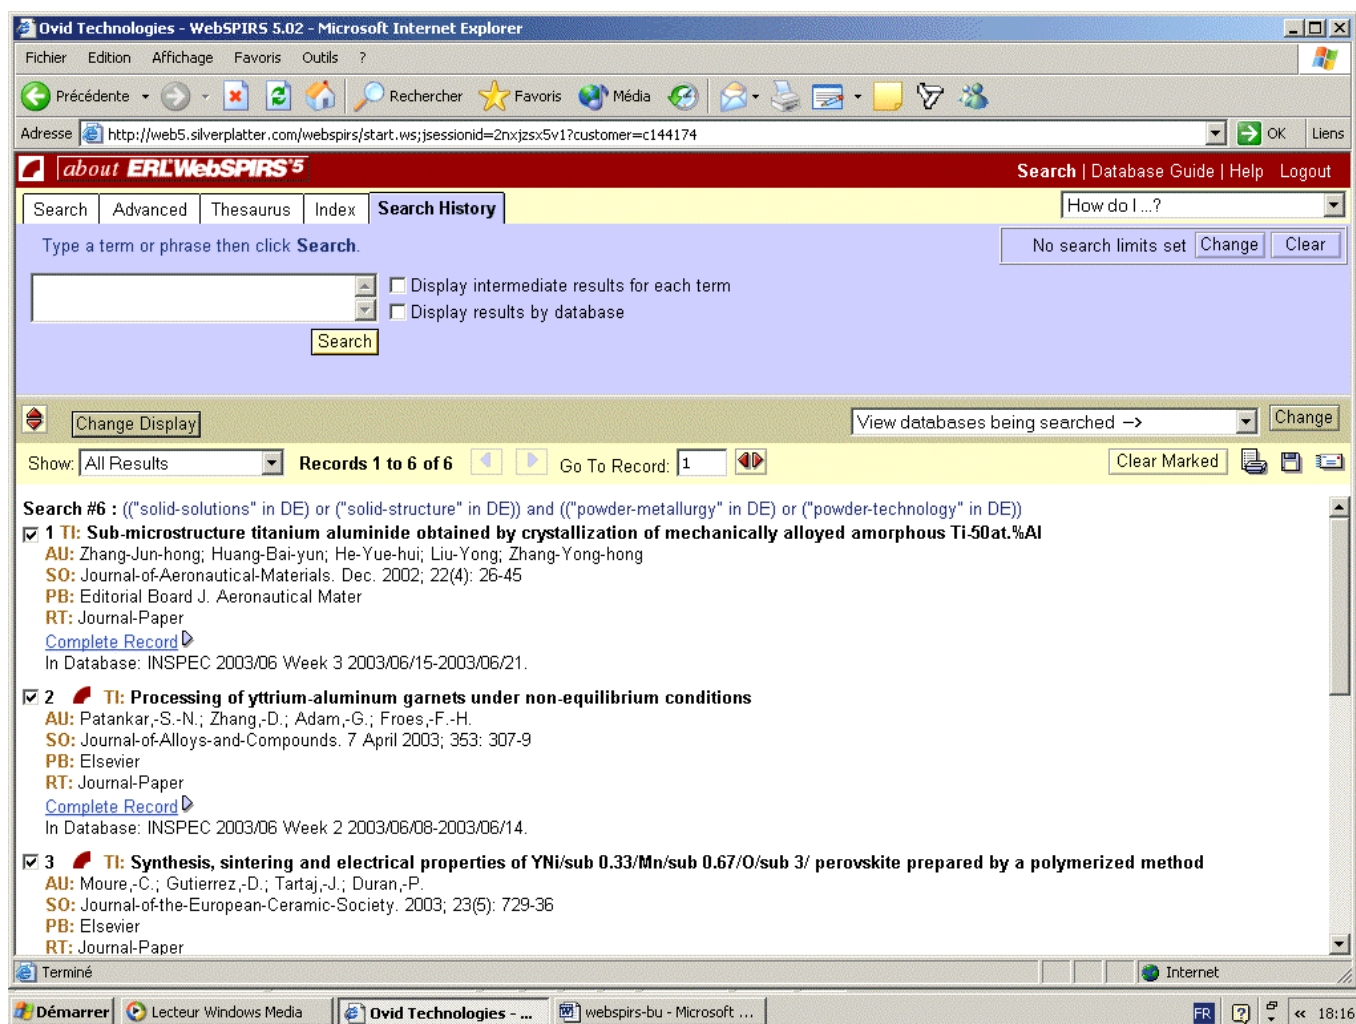 Ovid Technologies - WebSPIRS 5.02 - Microsoft Internet Explorer
Fichier Edition Affichage Favoris Outils ?
Précédente Rechercher Favoris Média
Adresse http://web5.silverplatter.com/webspirs/start.ws;jsessionid=2nxjzsx5v1?customer=c144174 OK Liens
about ERL®WebSPIRS®5 Search | Database Guide | Help Logout
Search Advanced Thesaurus Index Search History How do I ...?
Type a term or phrase then click Search. No search limits set Change Clear
Display intermediate results for each term
Display results by database
Search
Change Display View databases being searched --> Change
Show: All Results Records 1 to 6 of 6 Go To Record: 1 Clear Marked
Search #6 : (("solid-solutions" in DE) or ("solid-structure" in DE)) and (("powder-metallurgy" in DE) or ("powder-technology" in DE))
1 TI: Sub-microstructure titanium aluminide obtained by crystallization of mechanically alloyed amorphous Ti-50at.%Al
AU: Zhang-Jun-hong; Huang-Bai-yun; He-Yue-hui; Liu-Yong; Zhang-Yong-hong
SO: Journal-of-Aeronautical-Materials. Dec. 2002; 22(4): 26-45
PB: Editorial Board J. Aeronautical Mater
RT: Journal-Paper
Complete Record
In Database: INSPEC 2003/06 Week 3 2003/06/15-2003/06/21.
2 TI: Processing of yttrium-aluminum garnets under non-equilibrium conditions
AU: Patankar,-S.-N.; Zhang,-D.; Adam,-G.; Froes,-F.-H.
SO: Journal-of-Alloys-and-Compounds. 7 April 2003; 353: 307-9
PB: Elsevier
RT: Journal-Paper
Complete Record
In Database: INSPEC 2003/06 Week 2 2003/06/08-2003/06/14.
3 TI: Synthesis, sintering and electrical properties of YNi/sub 0.33/Mn/sub 0.67/O/sub 3/ perovskite prepared by a polymerized method
AU: Moure,-C.; Gutierrez,-D.; Tartaj,-J.; Duran,-P.
SO: Journal-of-the-European-Ceramic-Society. 2003; 23(5): 729-36
PB: Elsevier
RT: Journal-Paper
Terminé Internet
Démarrer Lecteur Windows Media Ovid Technologies - ... webspirs-bu - Microsoft ... FR « 18:16